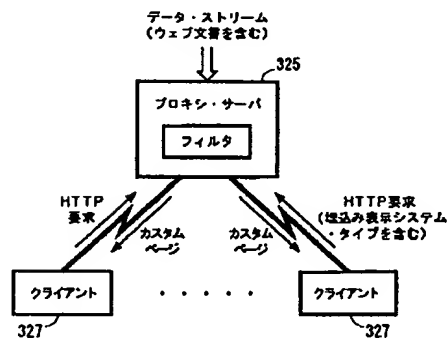 データ・ストリーム
(ウェブ文書を含む)
325
プロキシ・サーバ
フィルタ
HTTP
要求
カスタム
ページ
カスタム
ページ
HTTP要求
(埋込み表示システム
・タイプを含む)
クライアント
・・・・・
クライアント
327
327